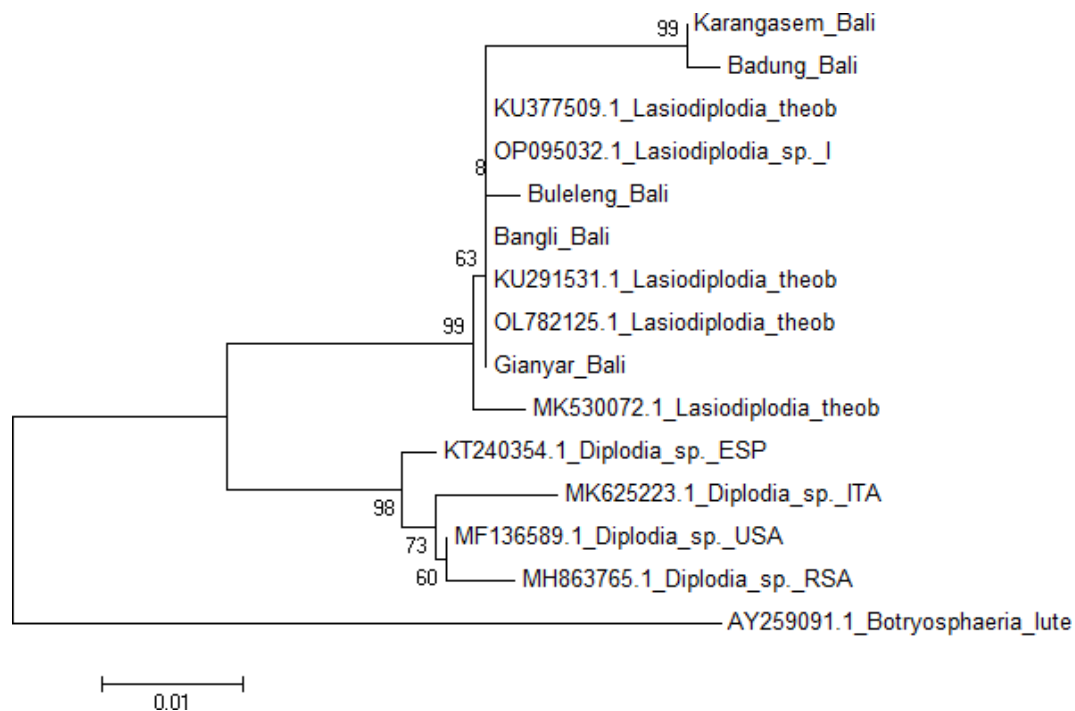 99
Karangasem_Bali
Badung_Bali
KU377509.1_Lasiodiplodia_theob
OP095032.1_Lasiodiplodia_sp._I
8
Buleleng_Bali
Bangli_Bali
63
KU291531.1_Lasiodiplodia_theob
OL782125.1_Lasiodiplodia_theob
99
Gianyar_Bali
MK530072.1_Lasiodiplodia_theob
KT240354.1_Diplodia_sp._ESP
MK625223.1_Diplodia_sp._ITA
98
MF136589.1_Diplodia_sp._USA
73
MH863765.1_Diplodia_sp._RSA
60
AY259091.1_Botryosphaeria_lute
0.01